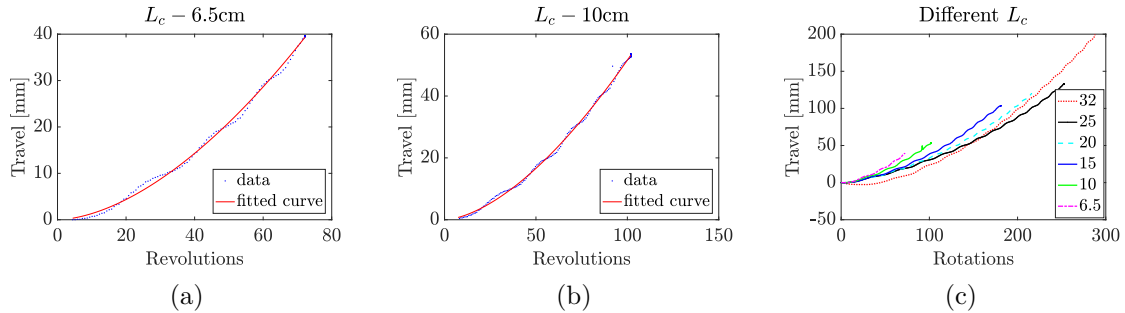 L_c − 6.5cm
Travel [mm]
40
30
20
10
0
0 20 40 60 80
Revolutions
data
fitted curve
(a)
L_c − 10cm
Travel [mm]
60
40
20
0
0 50 100 150
Revolutions
data
fitted curve
(b)
Different L_c
Travel [mm]
200
150
100
50
0
-50
0 100 200 300
Rotations
32
25
20
15
10
6.5
(c)